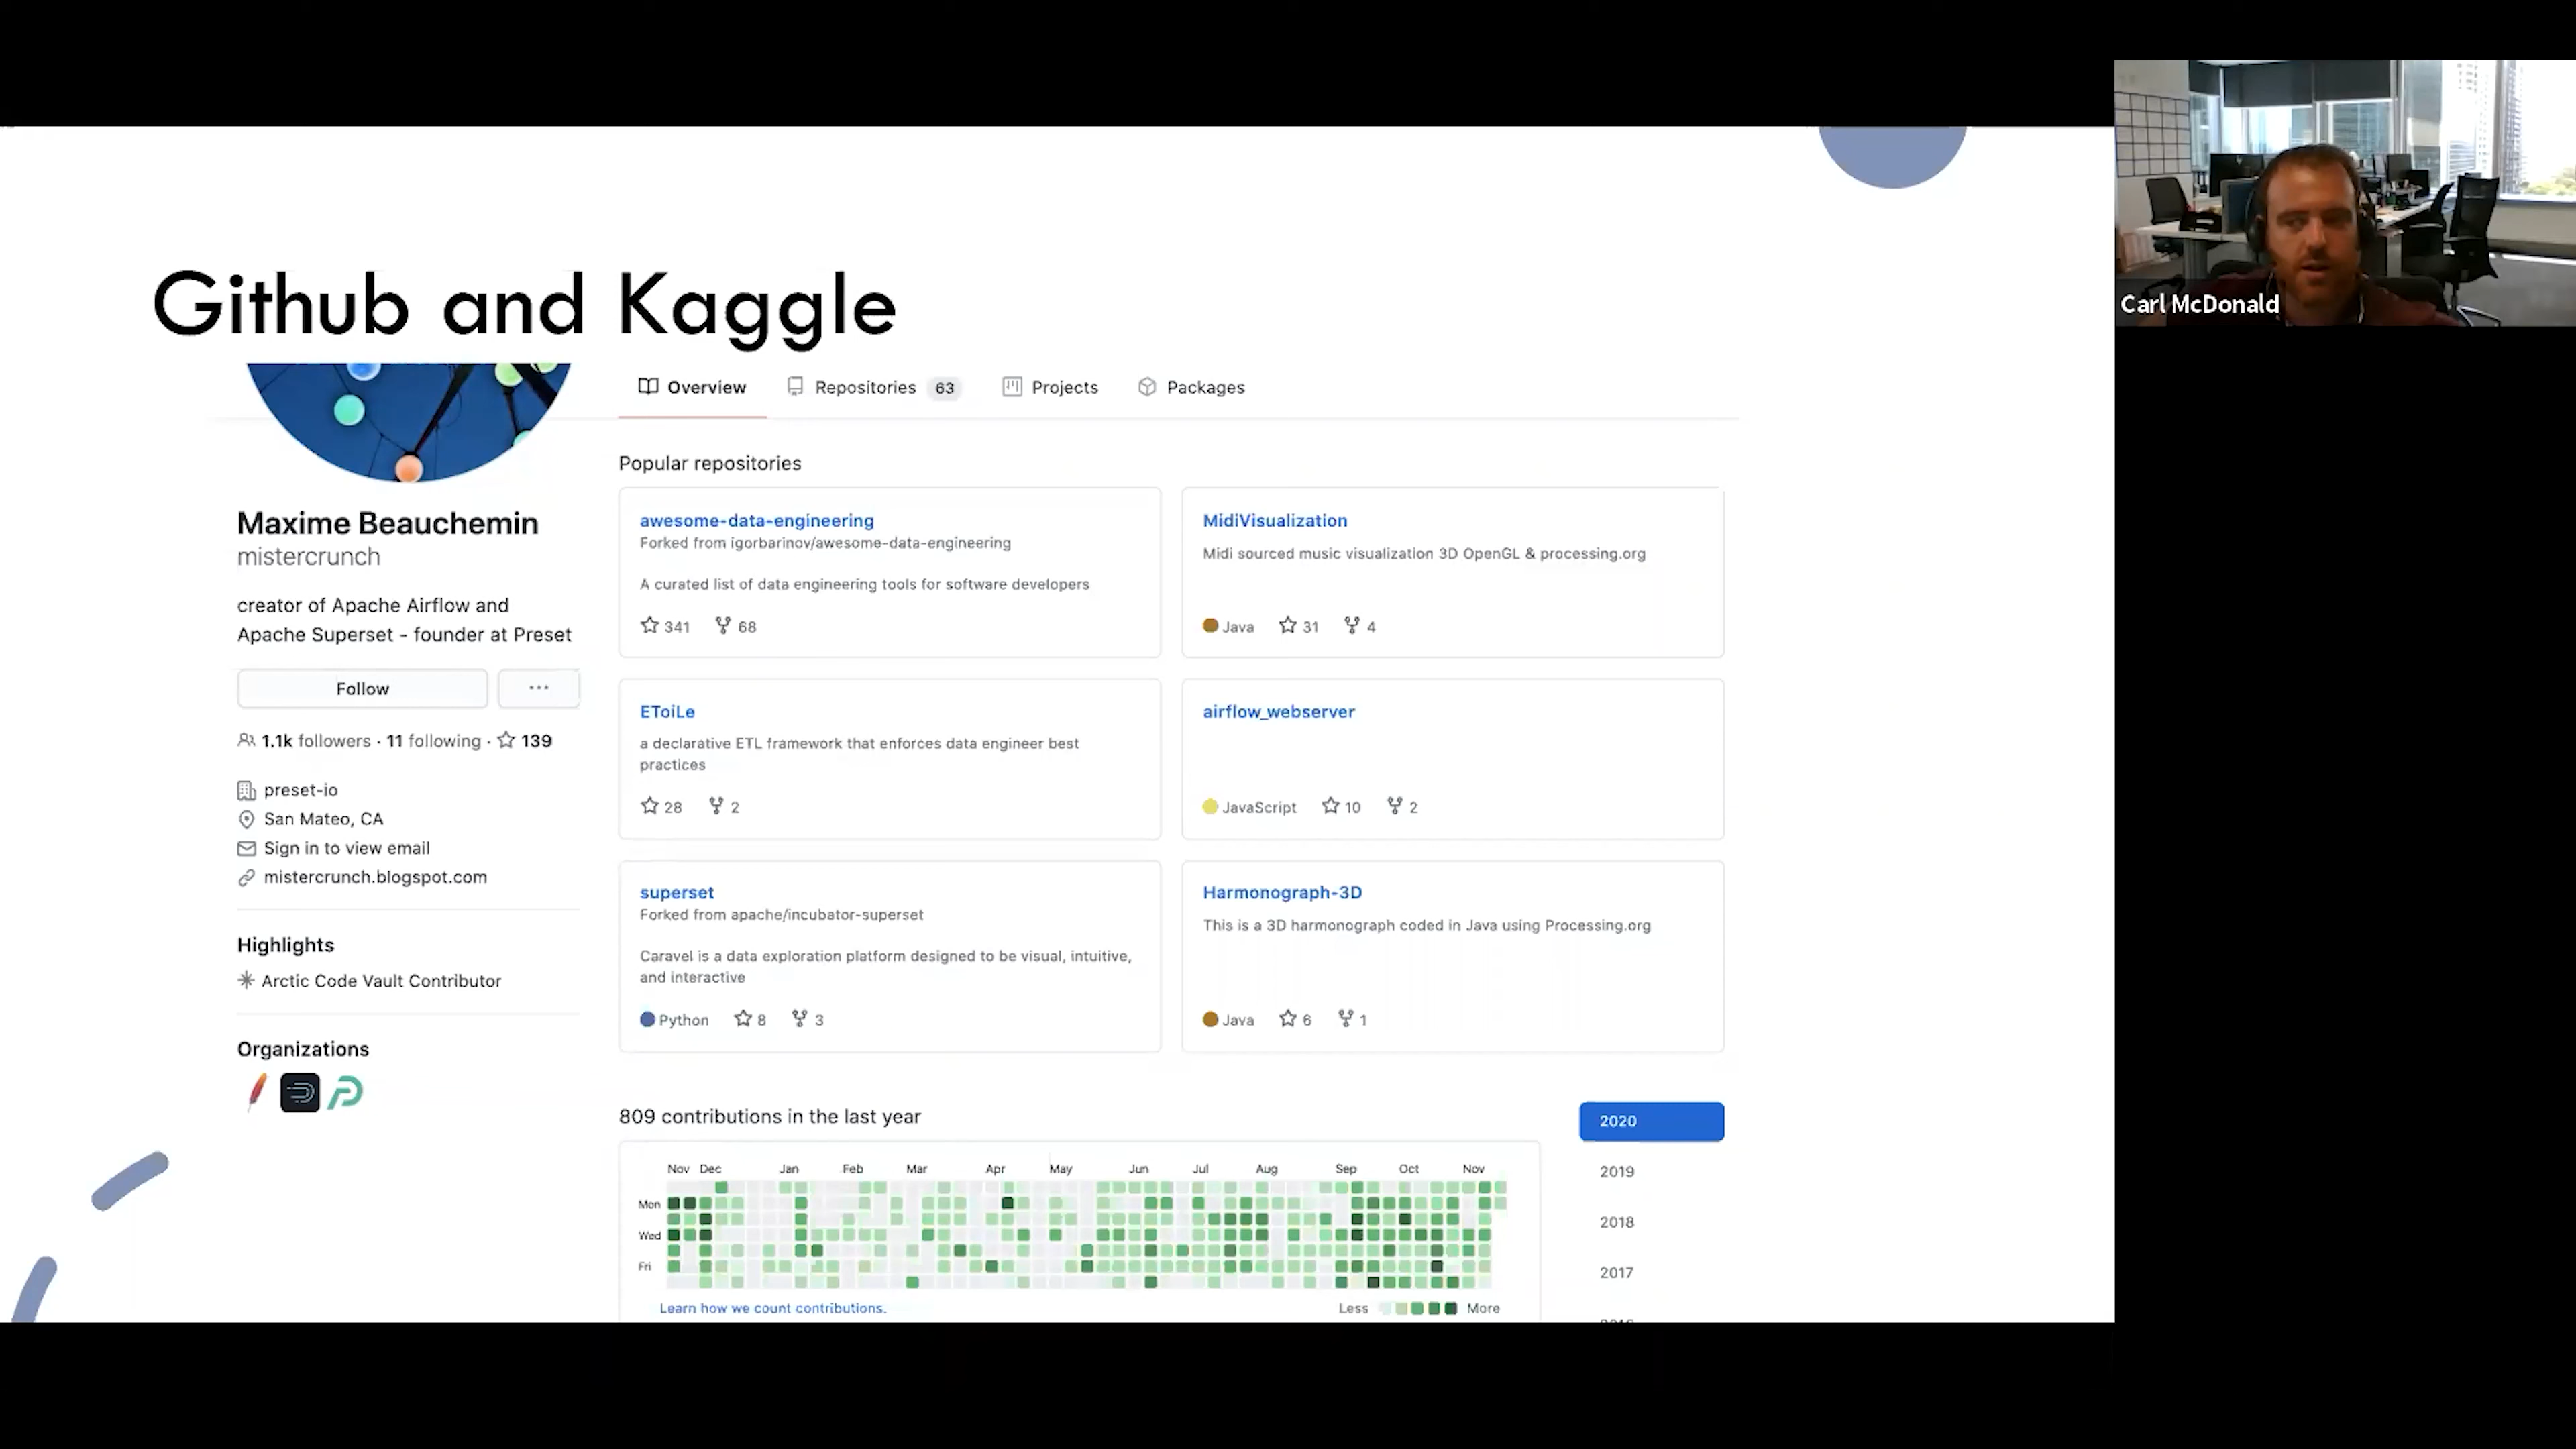 Github and Kaggle
Carl McDonald
Overview
Repositories 63
Projects
Packages
Maxime Beauchemin
mistercrunch
creator of Apache Airflow and
Apache Superset - founder at Preset
Follow
1.1k followers · 11 following · 139
preset-io
San Mateo, CA
Sign in to view email
mistercrunch.blogspot.com
Highlights
Arctic Code Vault Contributor
Organizations
Popular repositories
awesome-data-engineering
Forked from igorbarinov/awesome-data-engineering
A curated list of data engineering tools for software developers
341 68
MidiVisualization
Midi sourced music visualization 3D OpenGL & processing.org
Java 31 4
EToiLe
a declarative ETL framework that enforces data engineer best
practices
28 2
airflow_webserver
JavaScript 10 2
superset
Forked from apache/incubator-superset
Caravel is a data exploration platform designed to be visual, intuitive,
and interactive
Python 8 3
Harmonograph-3D
This is a 3D harmonograph coded in Java using Processing.org
Java 6 1
809 contributions in the last year
Nov Dec Jan Feb Mar Apr May Jun Jul Aug Sep Oct Nov
Mon
Wed
Fri
Learn how we count contributions.
Less More
2020
2019
2018
2017